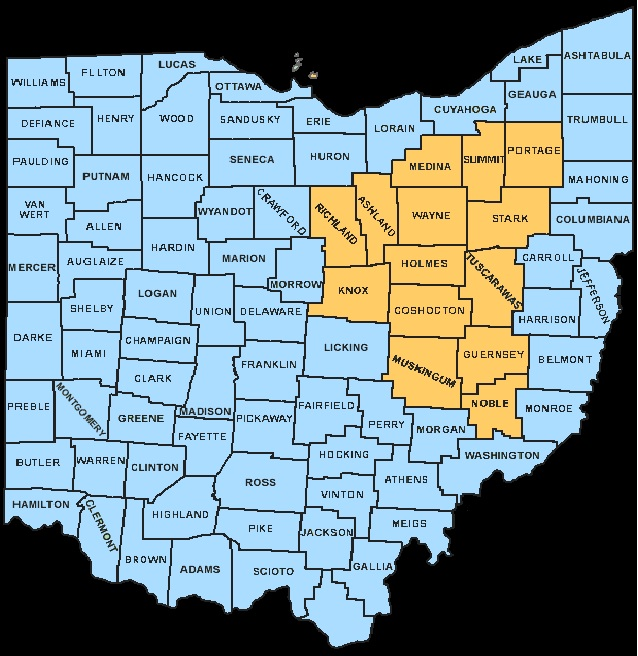 LAKE
ASHTABULA
LUCAS
FULTON
WILLIAMS
OTTAWA
GEAUGA
CUYAHOGA
DEFIANCE
HENRY
WOOD
SANDUSKY
ERIE
LORAIN
TRUMBULL
PORTAGE
SUMMIT
MEDINA
HURON
SENECA
PAULDING
PUTNAM
HANCOCK
MAHONING
VAN
WERT
ALLEN
WYANDOT
CRAWFORD
RICHLAND
ASHLAND
WAYNE
STARK
COLUMBIANA
HARDIN
MARION
CARROLL
MERCER
AUGLAIZE
HOLMES
TUSCARAWAS
JEFFERSON
MORROW
KNOX
LOGAN
UNION
DELAWARE
COSHOCTON
HARRISON
SHELBY
DARKE
CHAMPAIGN
LICKING
MIAMI
GUERNSEY
BELMONT
FRANKLIN
MUSKINGUM
CLARK
NOBLE
MONROE
PREBLE
MONTGOMERY
GREENE
MADISON
PICKAWAY
FAIRFIELD
PERRY
MORGAN
FAYETTE
HOCKING
WASHINGTON
BUTLER
WARREN
CLINTON
ROSS
ATHENS
VINTON
HAMILTON
CLERMONT
HIGHLAND
PIKE
JACKSON
MEIGS
BROWN
ADAMS
SCIOTO
GALLIA